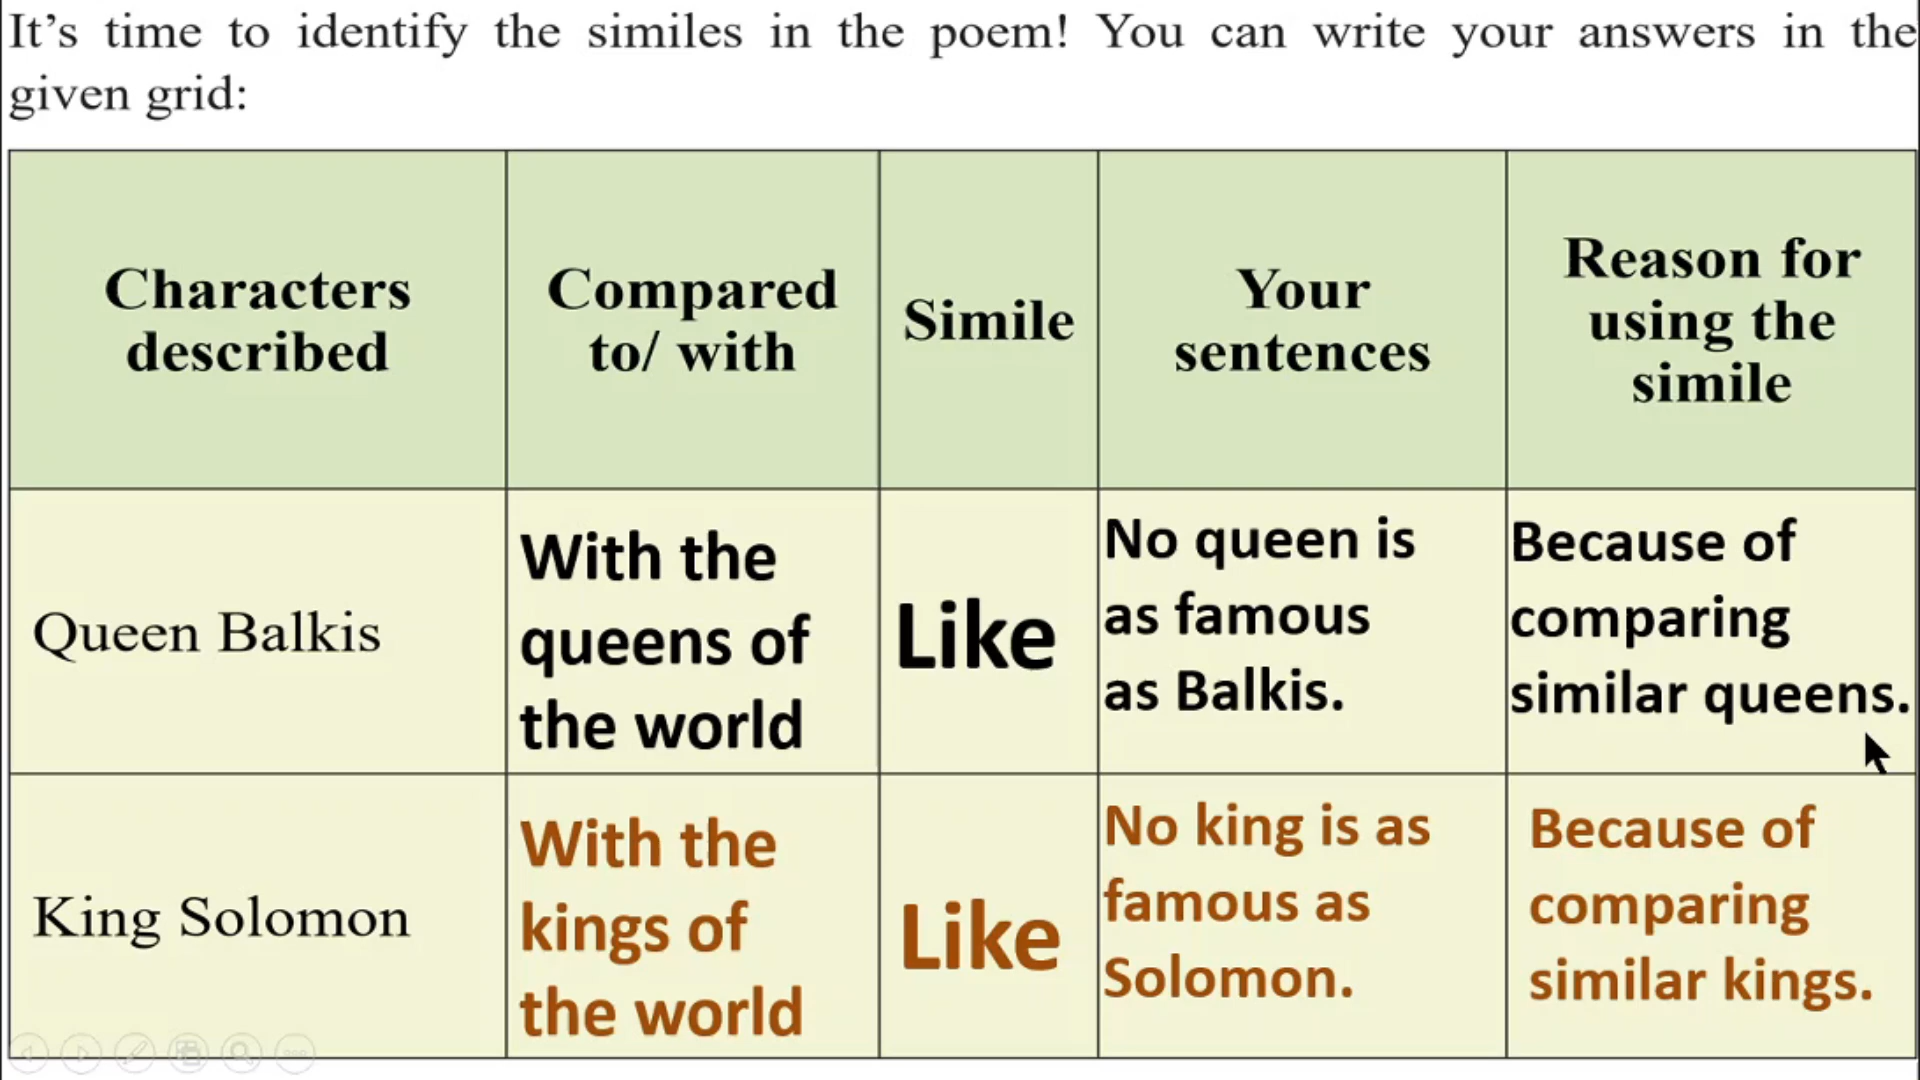 It’s time to identify the similes in the poem! You can write your answers in the
given grid:
Characters
described
Compared
to/ with
Simile
Your
sentences
Reason for
using the
simile
Queen Balkis
With the
queens of
the world
Like
No queen is
as famous
as Balkis.
Because of
comparing
similar queens.
King Solomon
With the
kings of
the world
Like
No king is as
famous as
Solomon.
Because of
comparing
similar kings.